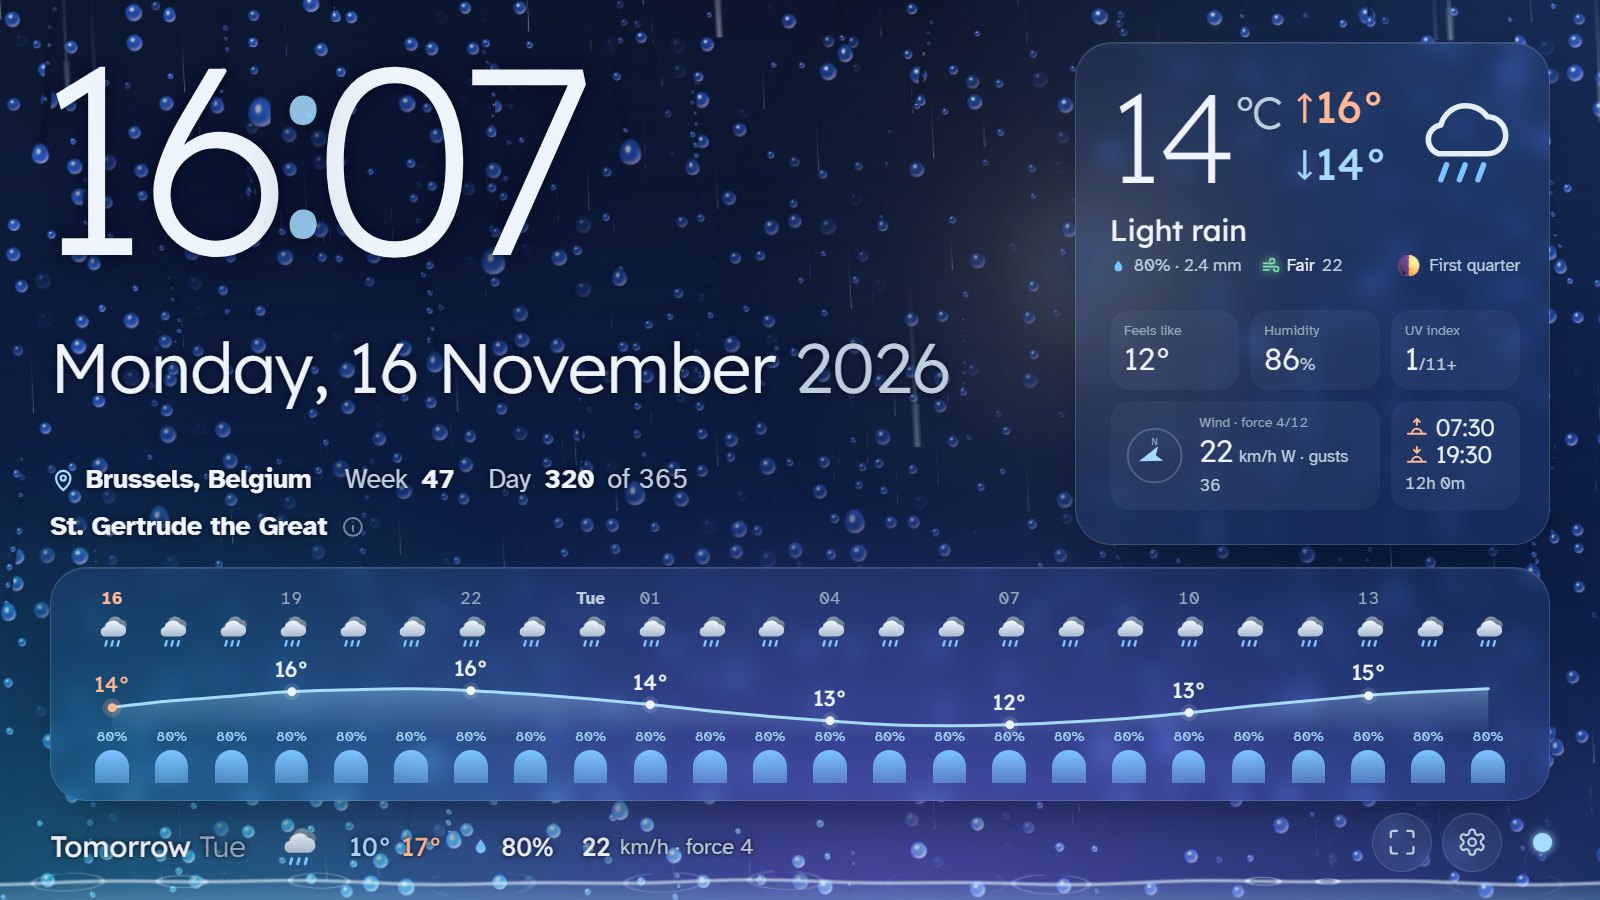 16:07
14 °C ↑16° ↓14°
Light rain
80% · 2.4 mm Fair 22 First quarter
Feels like
12°
Humidity
86%
UV index
1/11+
N
Wind · force 4/12
22 km/h W · gusts
36
07:30
19:30
12h 0m
Monday, 16 November 2026
Brussels, Belgium Week 47 Day 320 of 365
St. Gertrude the Great
16 19 22 Tue 01 04 07 10 13
14° 16° 16° 14° 13° 12° 13° 15°
80% 80% 80% 80% 80% 80% 80% 80% 80% 80% 80% 80% 80% 80% 80% 80% 80% 80% 80% 80% 80% 80% 80% 80%
Tomorrow Tue 10° 17° 80% 22 km/h · force 4